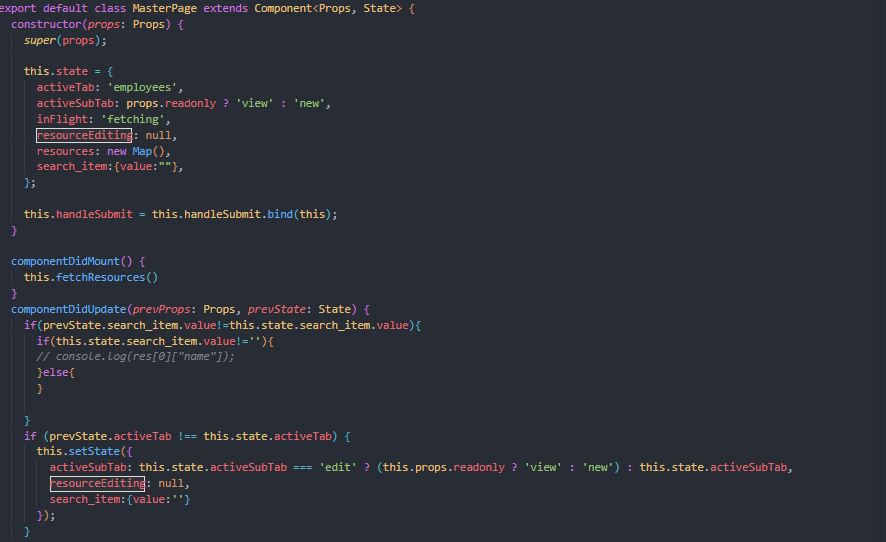 export default class MasterPage extends Component<Props, State> {
constructor(props: Props) {
super(props);
this.state = {
activeTab: 'employees',
activeSubTab: props.readonly ? 'view' : 'new',
inFlight: 'fetching',
resourceEditing: null,
resources: new Map(),
search_item:{value:""},
};
this.handleSubmit = this.handleSubmit.bind(this);
}
componentDidMount() {
this.fetchResources()
}
componentDidUpdate(prevProps: Props, prevState: State) {
if(prevState.search_item.value!=this.state.search_item.value){
if(this.state.search_item.value!=''){
// console.log(res[0]["name"]);
}else{
}
}
if (prevState.activeTab !== this.state.activeTab) {
this.setState({
activeSubTab: this.state.activeSubTab === 'edit' ? (this.props.readonly ? 'view' : 'new') : this.state.activeSubTab,
resourceEditing: null,
search_item:{value:''}
});
}